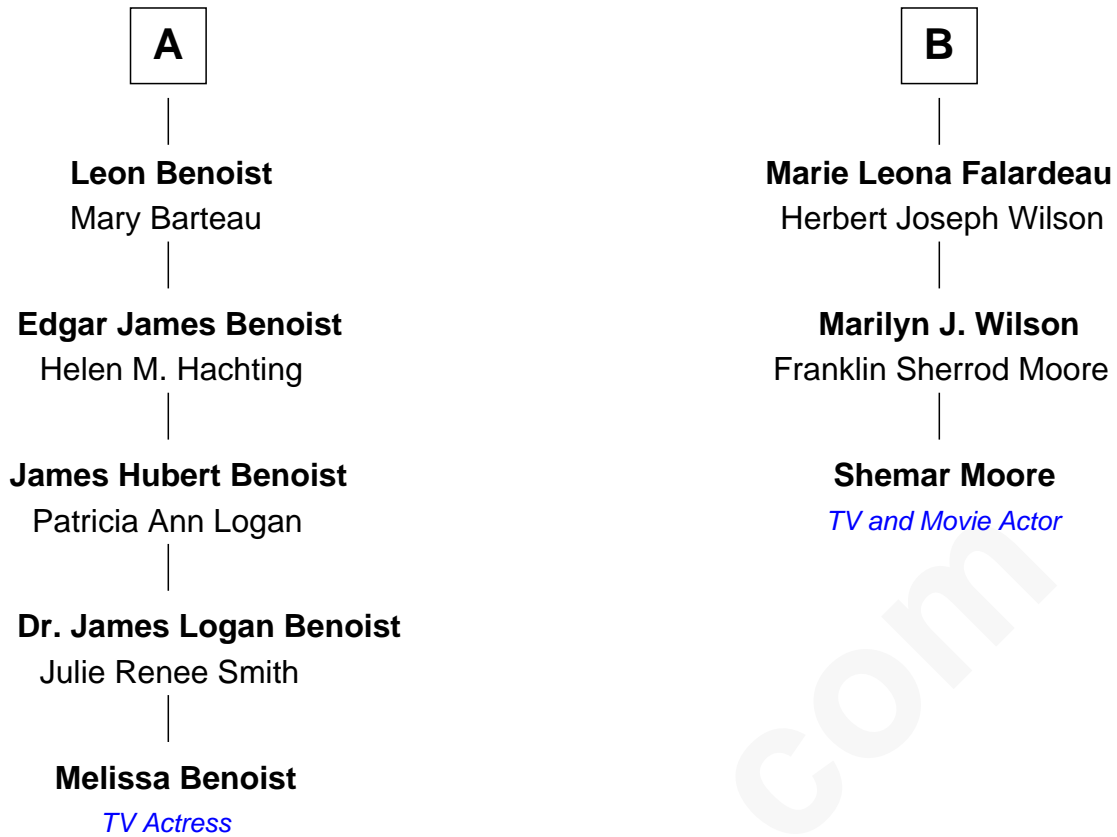 A
Leon Benoist
Mary Barteau
Edgar James Benoist
Helen M. Hachting
James Hubert Benoist
Patricia Ann Logan
Dr. James Logan Benoist
Julie Renee Smith
Melissa Benoist
TV Actress
B
Marie Leona Falardeau
Herbert Joseph Wilson
Marilyn J. Wilson
Franklin Sherrod Moore
Shemar Moore
TV and Movie Actor
com